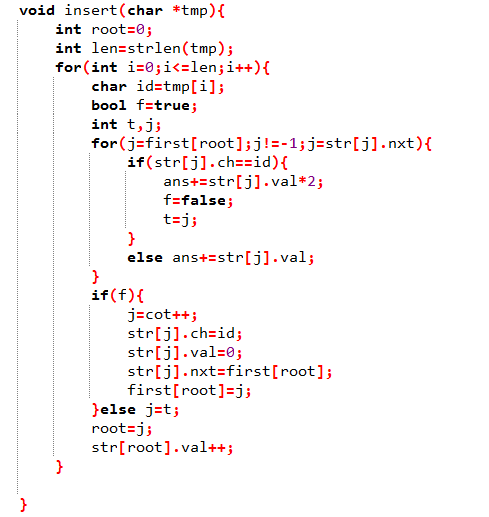 void insert(char *tmp){
    int root=0;
    int len=strlen(tmp);
    for(int i=0;i<=len;i++){
        char id=tmp[i];
        bool f=true;
        int t,j;
        for(j=first[root];j!=-1;j=str[j].nxt){
            if(str[j].ch==id){
                ans+=str[j].val*2;
                f=false;
                t=j;
            }
            else ans+=str[j].val;
        }
        if(f){
            j=cot++;
            str[j].ch=id;
            str[j].val=0;
            str[j].nxt=first[root];
            first[root]=j;
        }else j=t;
        root=j;
        str[root].val++;
    }
}